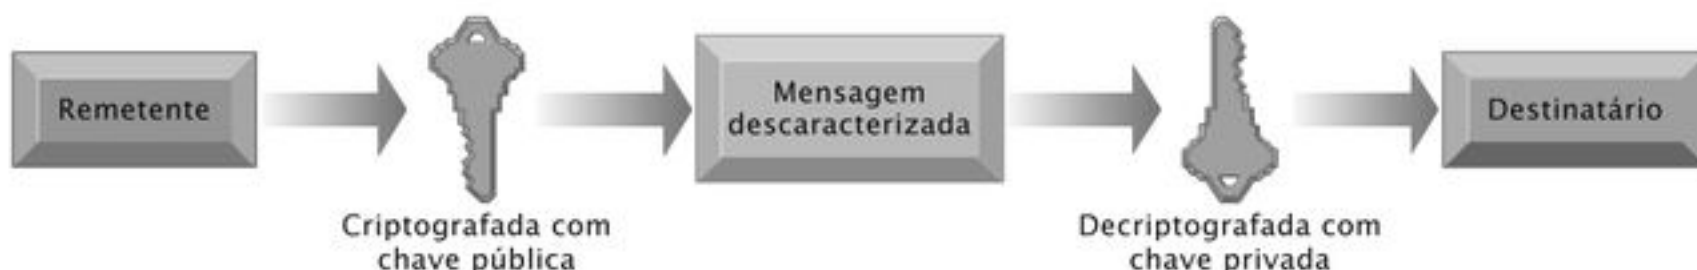 Remetente
Criptografada com
chave pública
Mensagem
descaracterizada
Decriptografada com
chave privada
Destinatário